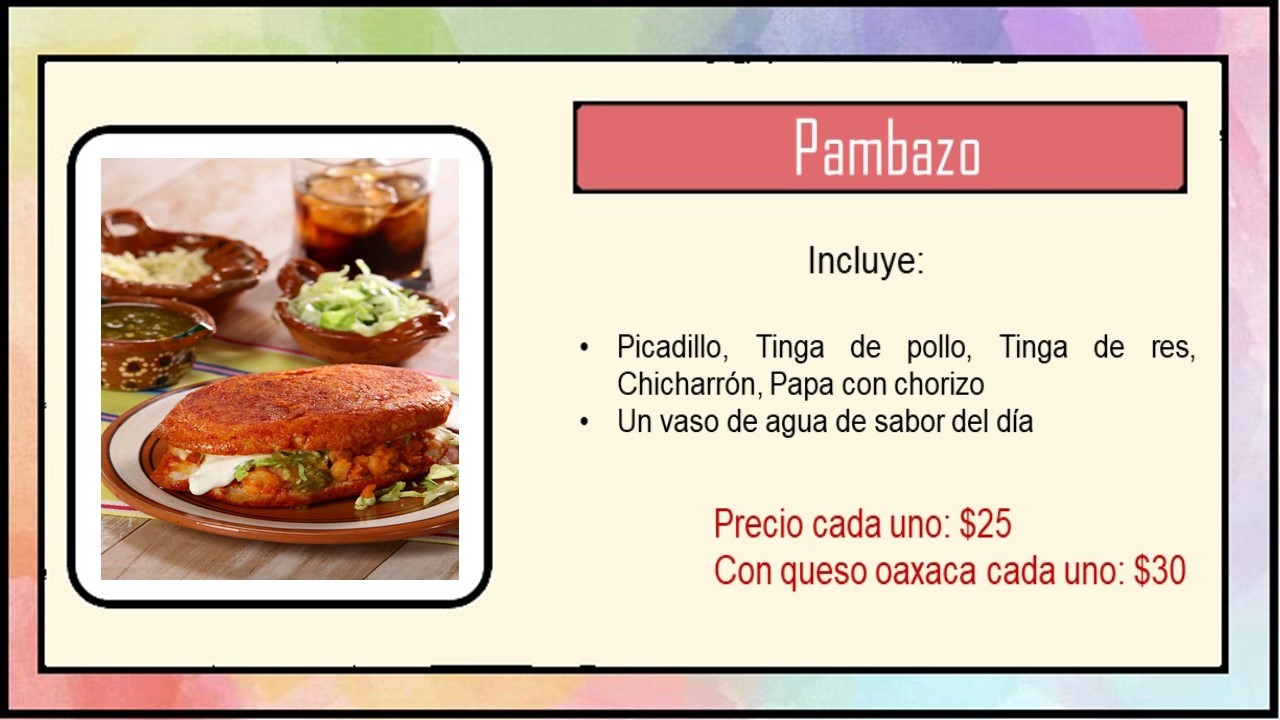 Pambazo
Incluye:
• Picadillo, Tinga de pollo, Tinga de res,
Chicharrón, Papa con chorizo
• Un vaso de agua de sabor del día
Precio cada uno: $25
Con queso oaxaca cada uno: $30